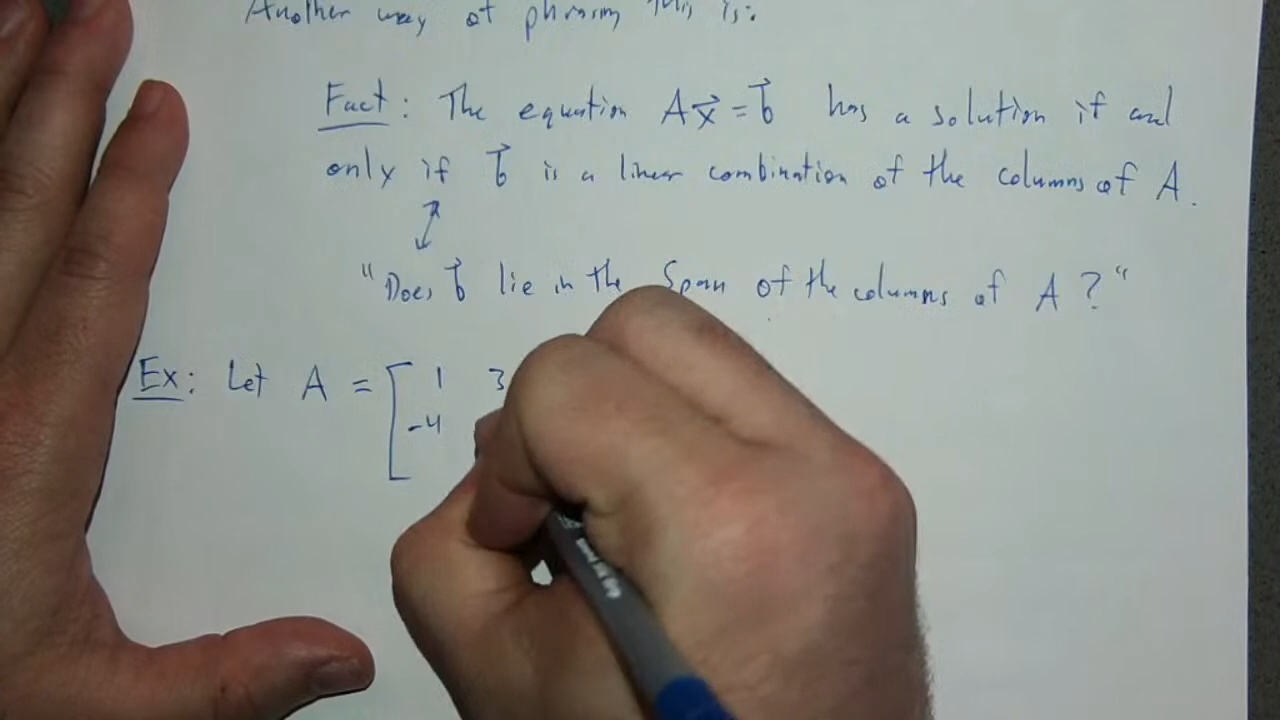 Another way of phrasing this is:
Fact: The equation Ax⃗ = b⃗ has a solution if and
only if b⃗ is a linear combination of the columns of A.
"Does b⃗ lie in the Span of the columns of A?"
Ex: Let A = [ 1 3
-4